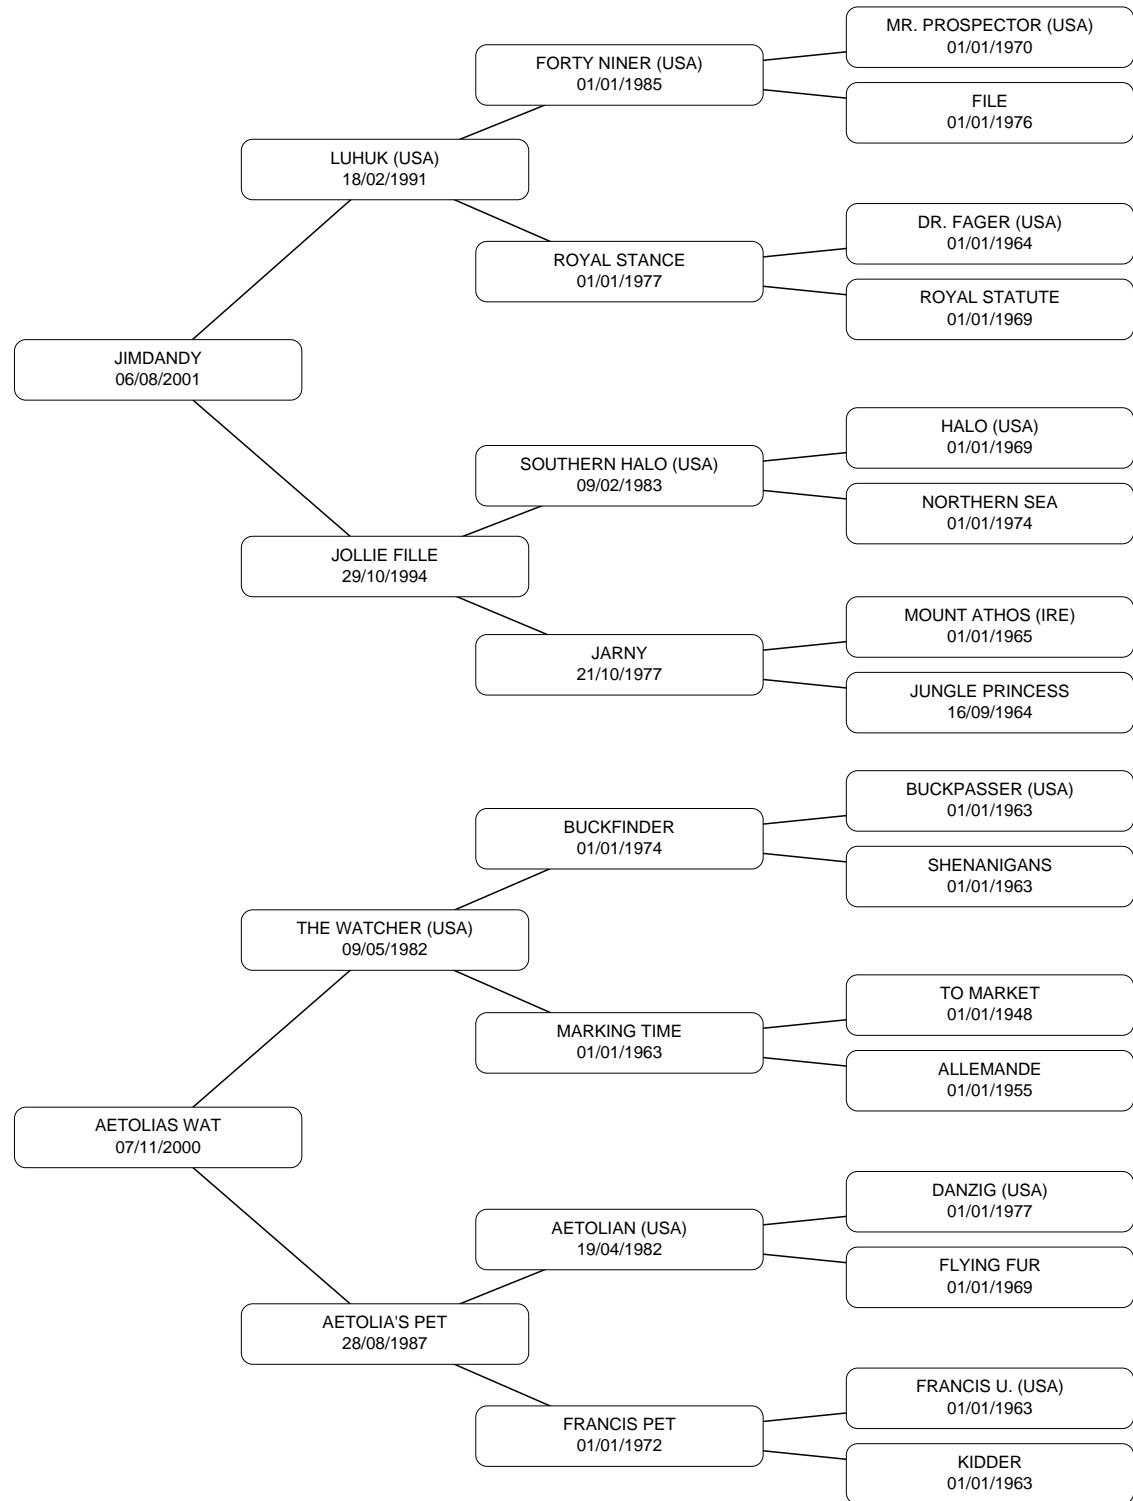 MR. PROSPECTOR (USA)
01/01/1970
FORTY NINER (USA)
01/01/1985
FILE
01/01/1976
LUHUK (USA)
18/02/1991
DR. FAGER (USA)
01/01/1964
ROYAL STANCE
01/01/1977
ROYAL STATUTE
01/01/1969
JIMDANDY
06/08/2001
HALO (USA)
01/01/1969
SOUTHERN HALO (USA)
09/02/1983
NORTHERN SEA
01/01/1974
JOLLIE FILLE
29/10/1994
MOUNT ATHOS (IRE)
01/01/1965
JARNY
21/10/1977
JUNGLE PRINCESS
16/09/1964
BUCKPASSER (USA)
01/01/1963
BUCKFINDER
01/01/1974
SHENANIGANS
01/01/1963
THE WATCHER (USA)
09/05/1982
TO MARKET
01/01/1948
MARKING TIME
01/01/1963
ALLEMANDE
01/01/1955
AETOLIAS WAT
07/11/2000
DANZIG (USA)
01/01/1977
AETOLIAN (USA)
19/04/1982
FLYING FUR
01/01/1969
AETOLIA'S PET
28/08/1987
FRANCIS U. (USA)
01/01/1963
FRANCIS PET
01/01/1972
KIDDER
01/01/1963